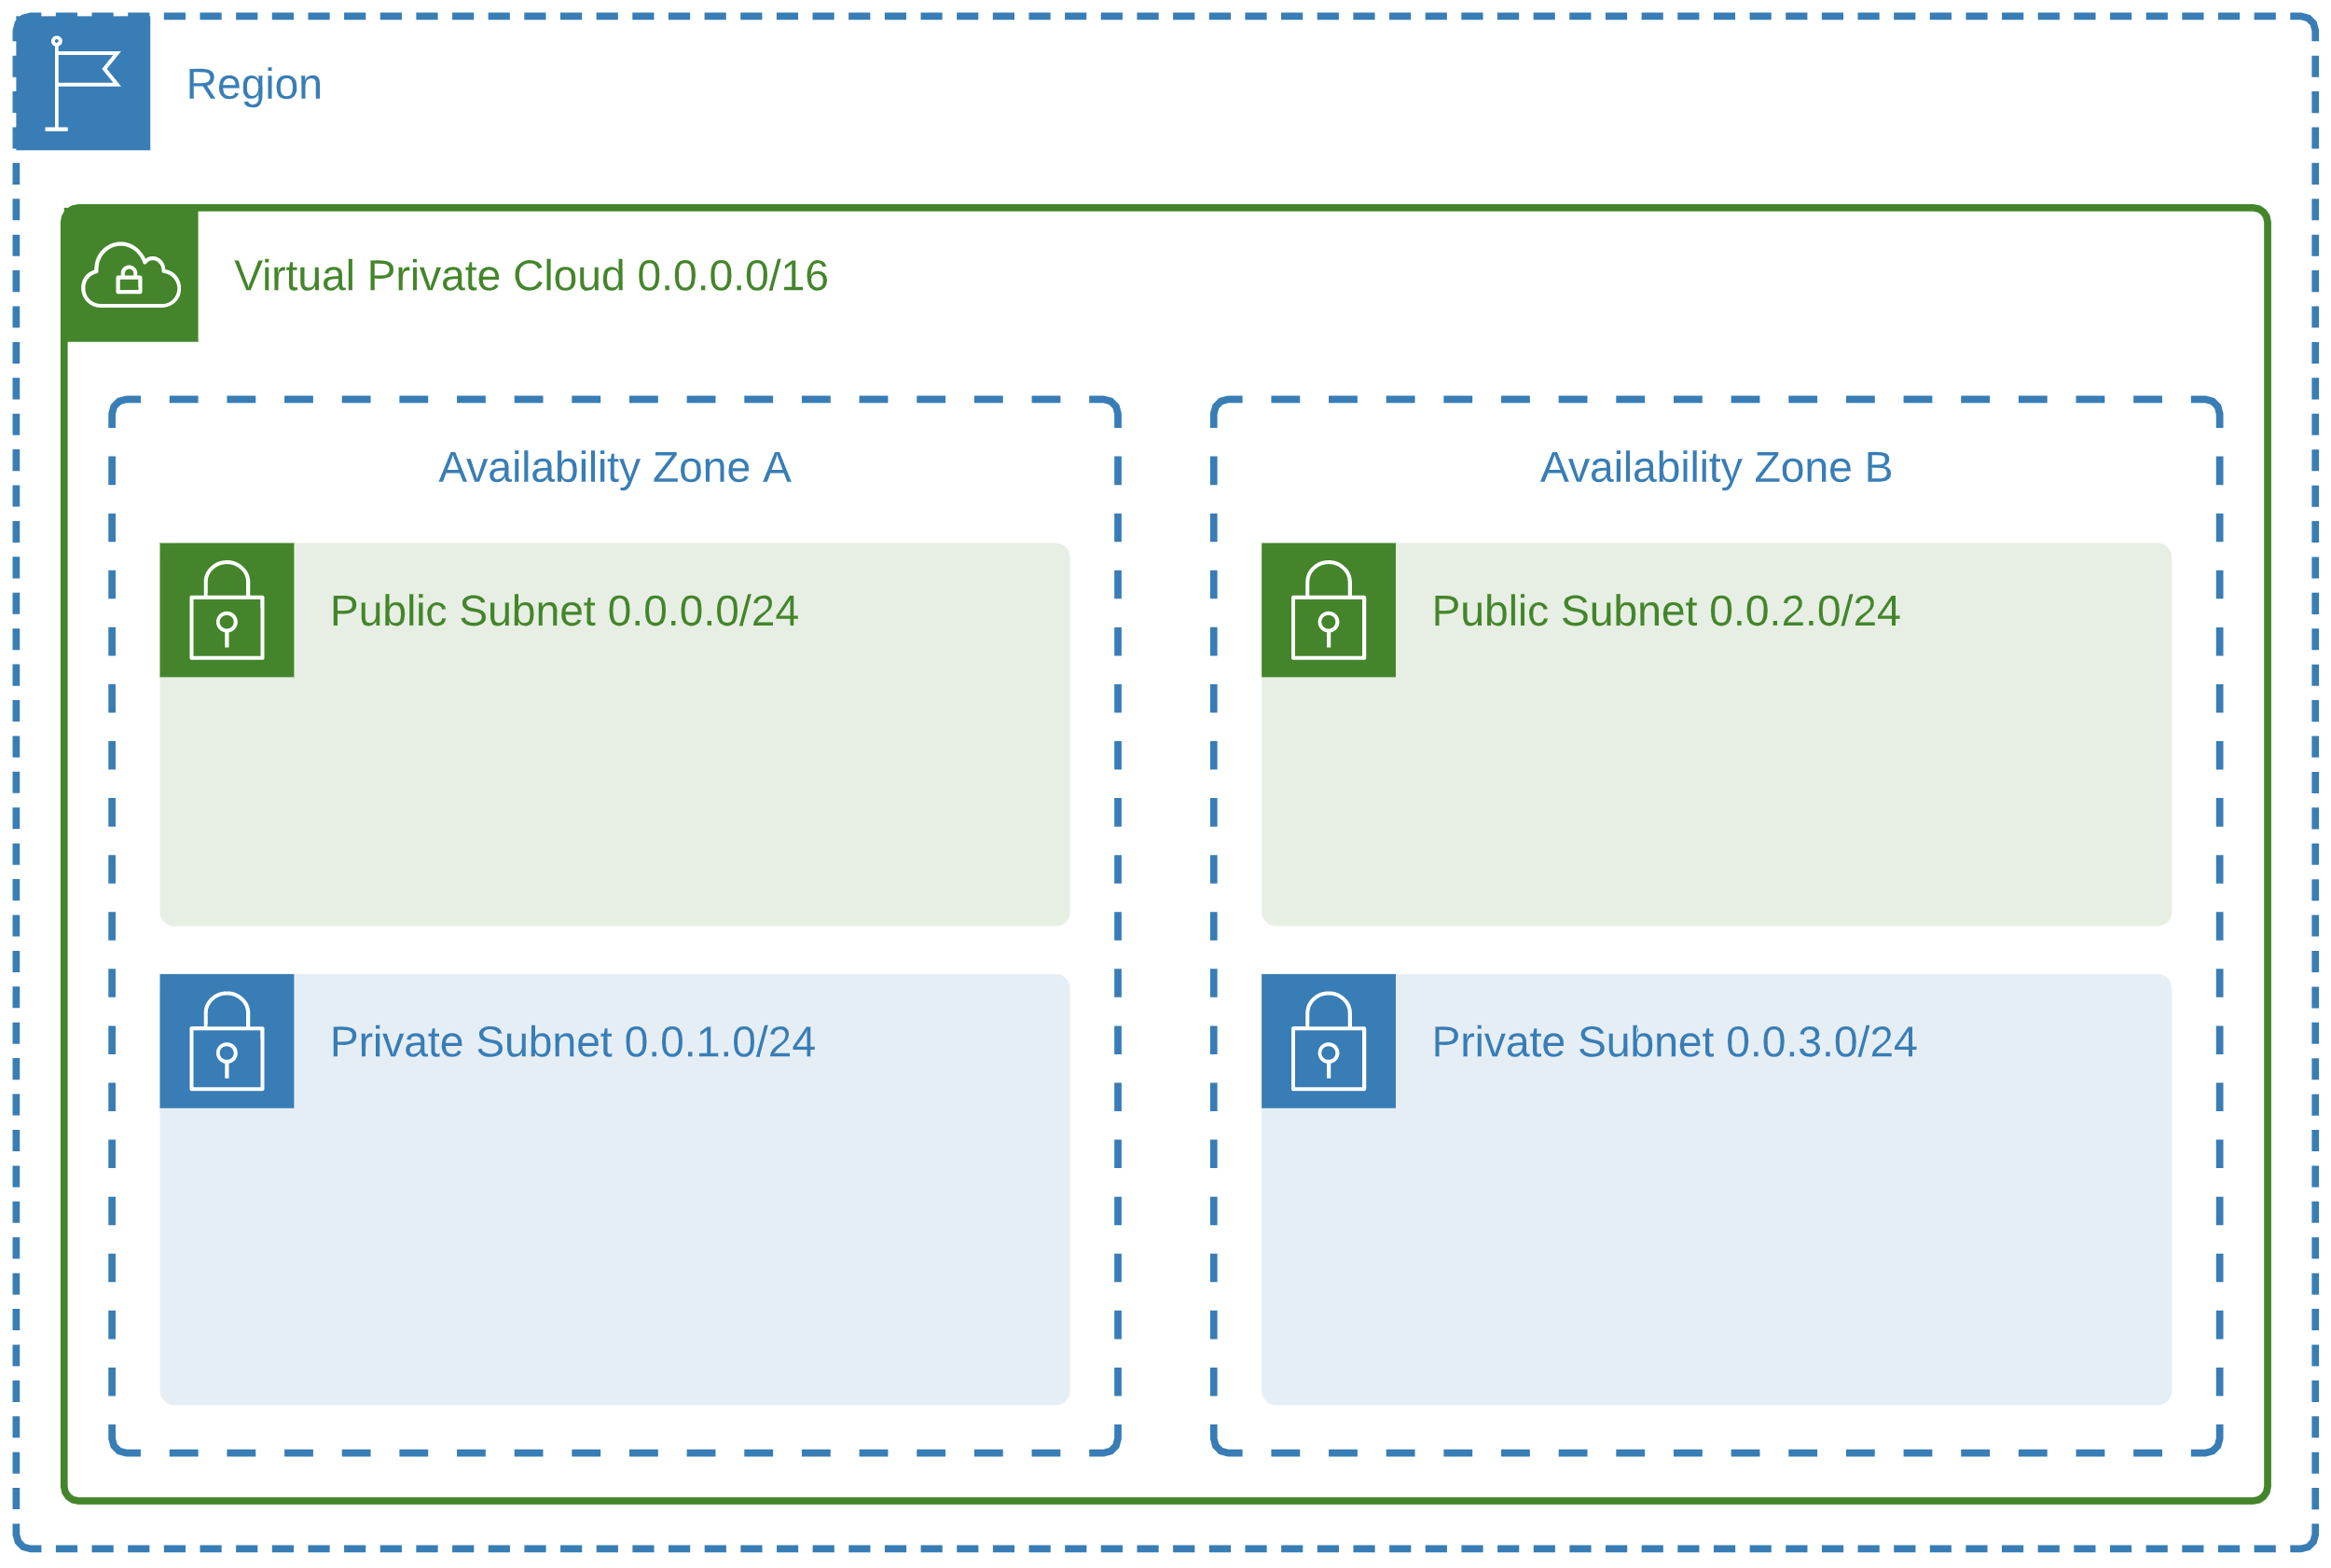 Region
Virtual Private Cloud 0.0.0.0/16
Availability Zone A
Public Subnet 0.0.0.0/24
Private Subnet 0.0.1.0/24
Availability Zone B
Public Subnet 0.0.2.0/24
Private Subnet 0.0.3.0/24